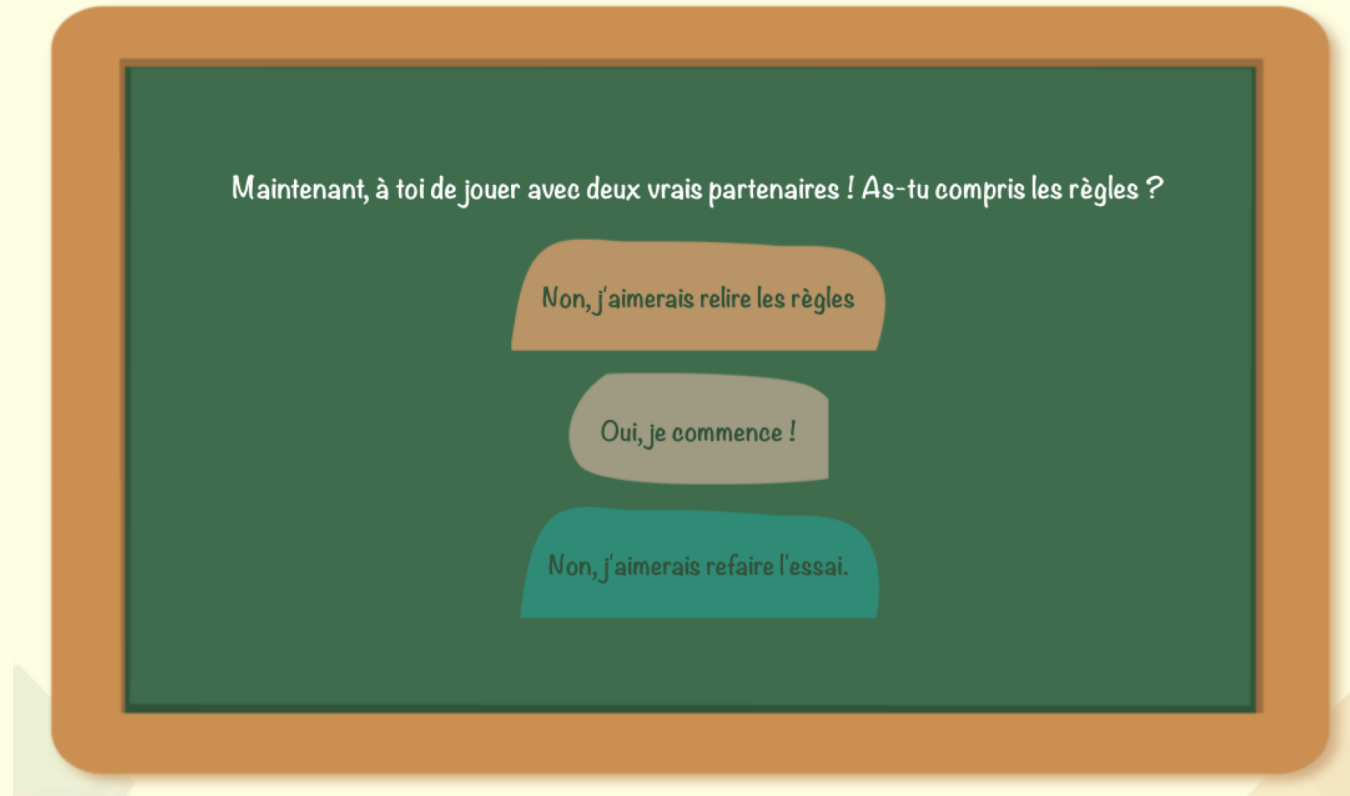 Maintenant, à toi de jouer avec deux vrais partenaires ! As-tu compris les règles ?
Non, j'aimerais relire les règles
Oui, je commence !
Non, j'aimerais refaire l'essai.